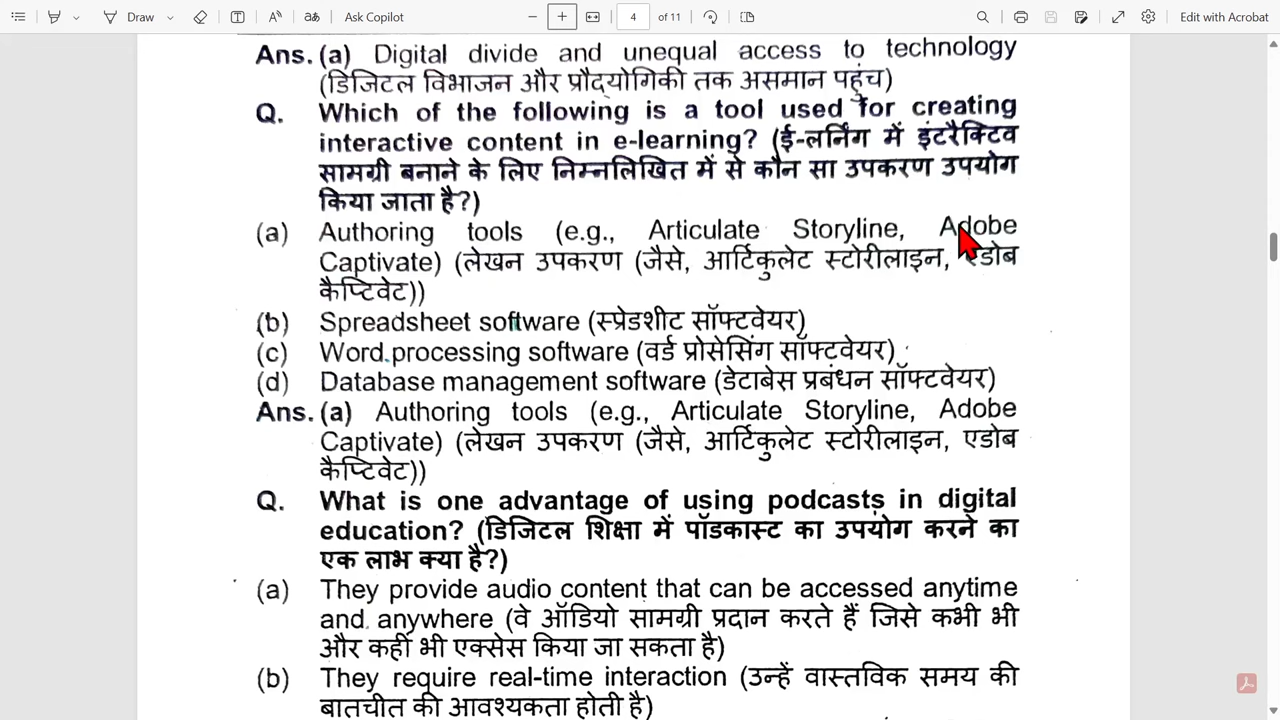 Draw
Ask Copilot
4 of 11
Edit with Acrobat
Ans. (a) Digital divide and unequal access to technology
(डिजिटल विभाजन और प्रौद्योगिकी तक असमान पहुंच)
Q. Which of the following is a tool used for creating
interactive content in e-learning? (ई-लर्निंग में इंटरैक्टिव
सामग्री बनाने के लिए निम्नलिखित में से कौन सा उपकरण उपयोग
किया जाता है?)
(a) Authoring tools (e.g., Articulate Storyline, Adobe
Captivate) (लेखन उपकरण (जैसे, आर्टिकुलेट स्टोरीलाइन, एडोब
कैप्टिवेट))
(b) Spreadsheet software (स्प्रेडशीट सॉफ्टवेयर)
(c) Word processing software (वर्ड प्रोसेसिंग सॉफ्टवेयर)
(d) Database management software (डेटाबेस प्रबंधन सॉफ्टवेयर)
Ans. (a) Authoring tools (e.g., Articulate Storyline, Adobe
Captivate) (लेखन उपकरण (जैसे, आर्टिकुलेट स्टोरीलाइन, एडोब
कैप्टिवेट))
Q. What is one advantage of using podcasts in digital
education? (डिजिटल शिक्षा में पॉडकास्ट का उपयोग करने का
एक लाभ क्या है?)
(a) They provide audio content that can be accessed anytime
and anywhere (वे ऑडियो सामग्री प्रदान करते हैं जिसे कभी भी
और कहीं भी एक्सेस किया जा सकता है)
(b) They require real-time interaction (उन्हें वास्तविक समय की
बातचीत की आवश्यकता होती है)